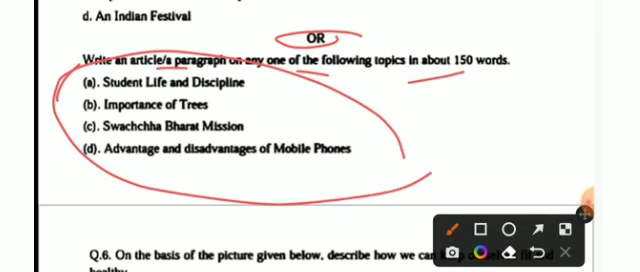 d. An Indian Festival
OR
Write an article/a paragraph on any one of the following topics in about 150 words.
(a). Student Life and Discipline
(b). Importance of Trees
(c). Swachchha Bharat Mission
(d). Advantage and disadvantages of Mobile Phones
Q.6. On the basis of the picture given below, describe how we can